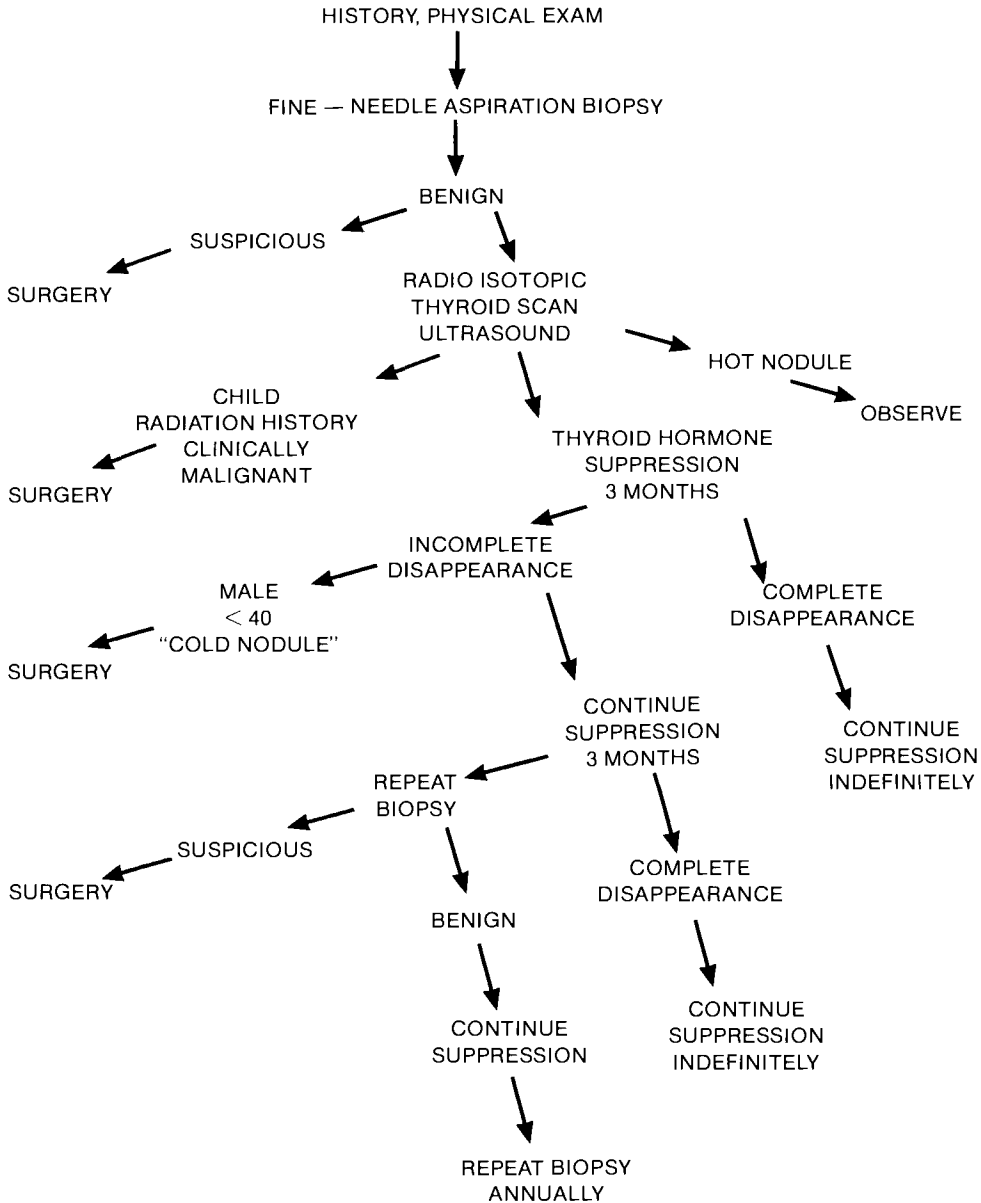 HISTORY, PHYSICAL EXAM
FINE — NEEDLE ASPIRATION BIOPSY
BENIGN
SUSPICIOUS
SURGERY
RADIO ISOTOPIC
THYROID SCAN
ULTRASOUND
HOT NODULE
OBSERVE
CHILD
RADIATION HISTORY
CLINICALLY
MALIGNANT
SURGERY
THYROID HORMONE
SUPPRESSION
3 MONTHS
INCOMPLETE
DISAPPEARANCE
MALE
< 40
“COLD NODULE”
SURGERY
COMPLETE
DISAPPEARANCE
CONTINUE
SUPPRESSION
INDEFINITELY
CONTINUE
SUPPRESSION
3 MONTHS
REPEAT
BIOPSY
SUSPICIOUS
SURGERY
COMPLETE
DISAPPEARANCE
BENIGN
CONTINUE
SUPPRESSION
INDEFINITELY
CONTINUE
SUPPRESSION
REPEAT BIOPSY
ANNUALLY